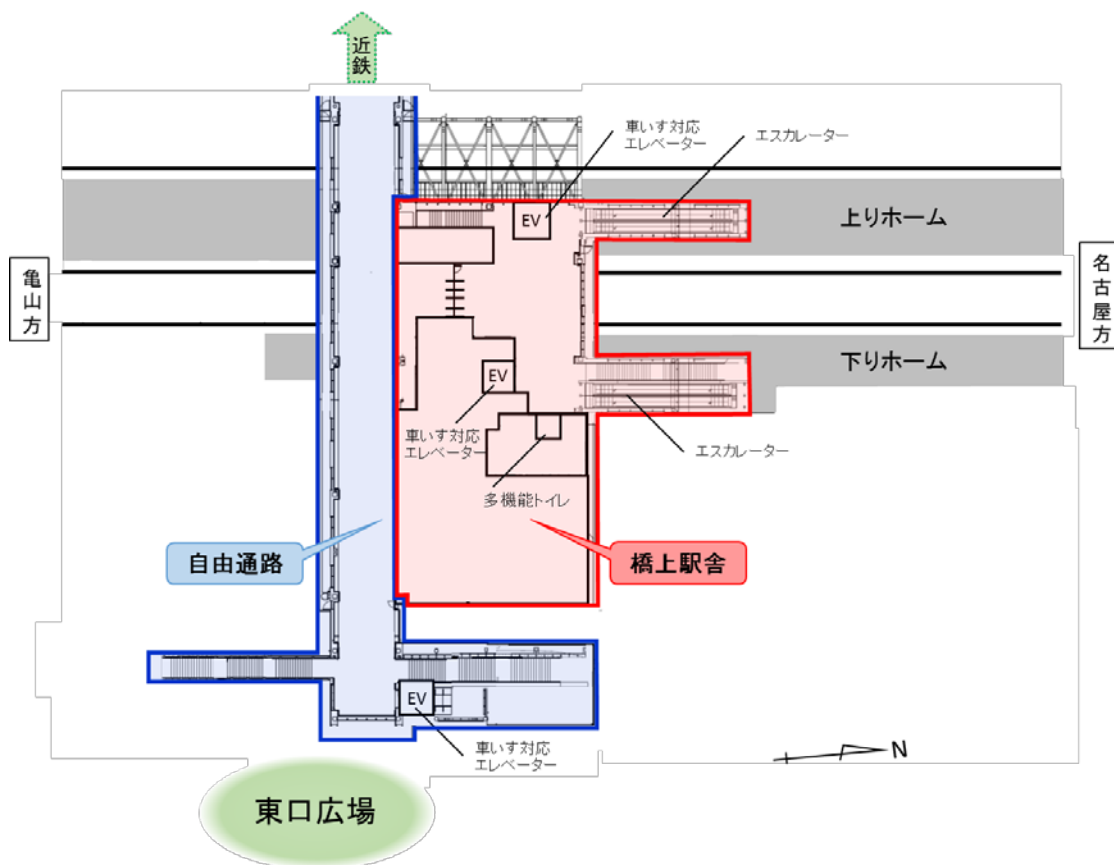 近鉄
車いす対応
エレベーター
エスカレーター
EV
上りホーム
亀山方
名古屋方
下りホーム
EV
車いす対応
エレベーター
エスカレーター
多機能トイレ
自由通路
橋上駅舎
EV
車いす対応
エレベーター
N
東口広場